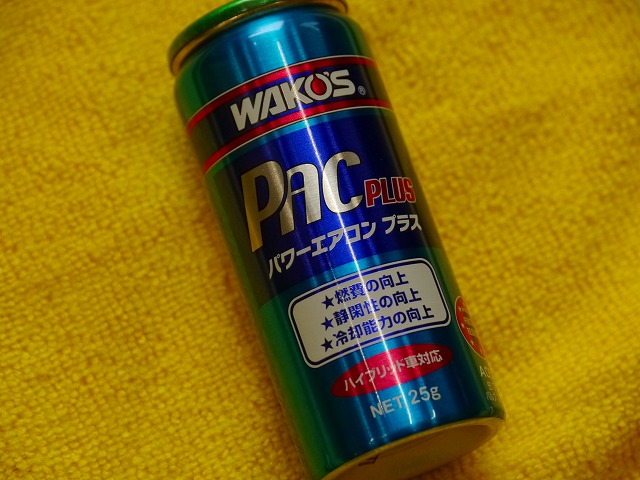 WAKO'S®
PAC PLUS
パワーエアコン プラス
★燃費の向上
★静閑性の向上
★冷却能力の向上
ハイブリッド車対応
NET 25g